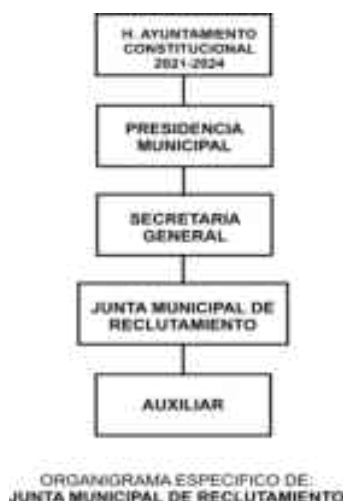 H. AYUNTAMIENTO
CONSTITUCIONAL
2021-2024
PRESIDENCIA
MUNICIPAL
SECRETARIA
GENERAL
JUNTA MUNICIPAL DE
RECLUTAMIENTO
AUXILIAR
ORGANIGRAMA ESPECIFICO DE:
JUNTA MUNICIPAL DE RECLUTAMIENTO